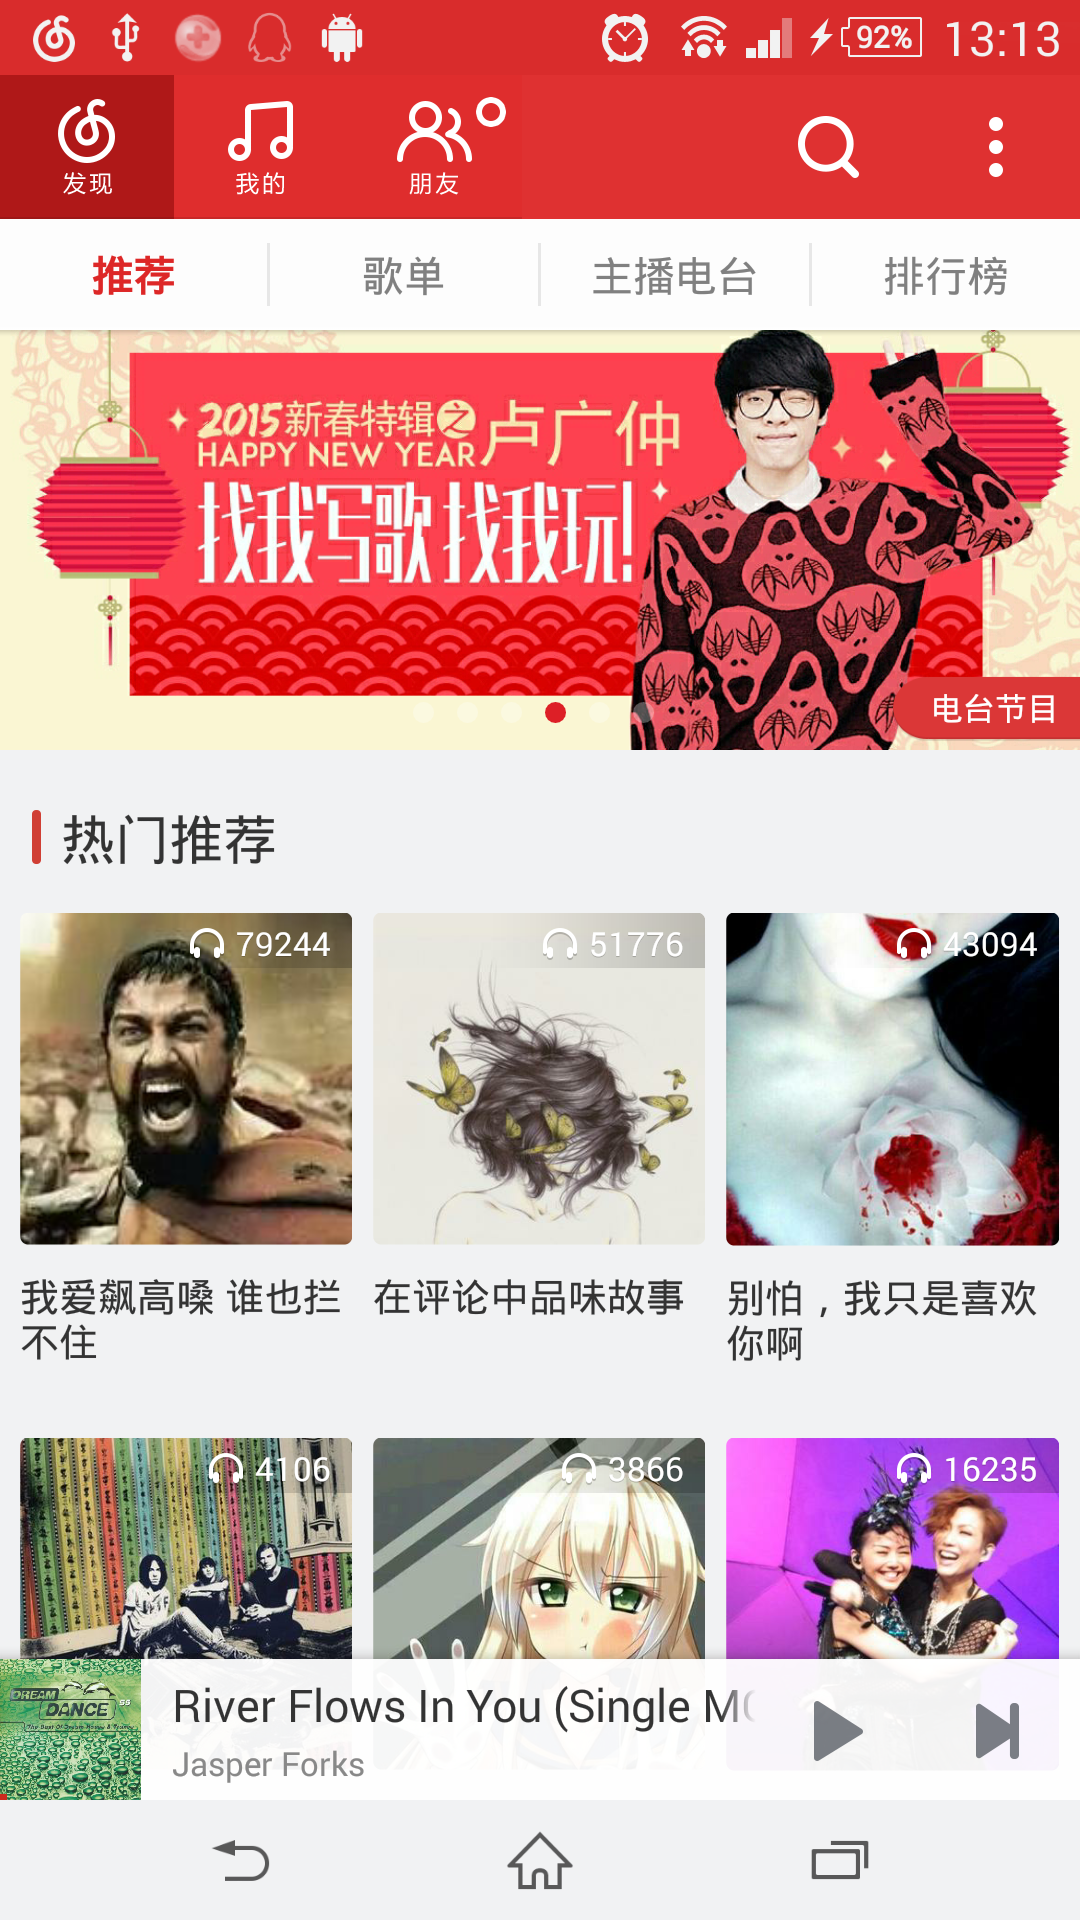 92% 13:13
发现 我的 朋友
推荐 歌单 主播电台 排行榜
2015新春特辑之卢广仲
HAPPY NEW YEAR
找我写歌 找我玩!
电台节目
热门推荐
79244 51776 43094
我爱飙高嗓 谁也拦不住
在评论中品味故事
别怕，我只是喜欢你啊
4106 3866 16235
DREAM
DANCE
River Flows In You (Single M
Jasper Forks